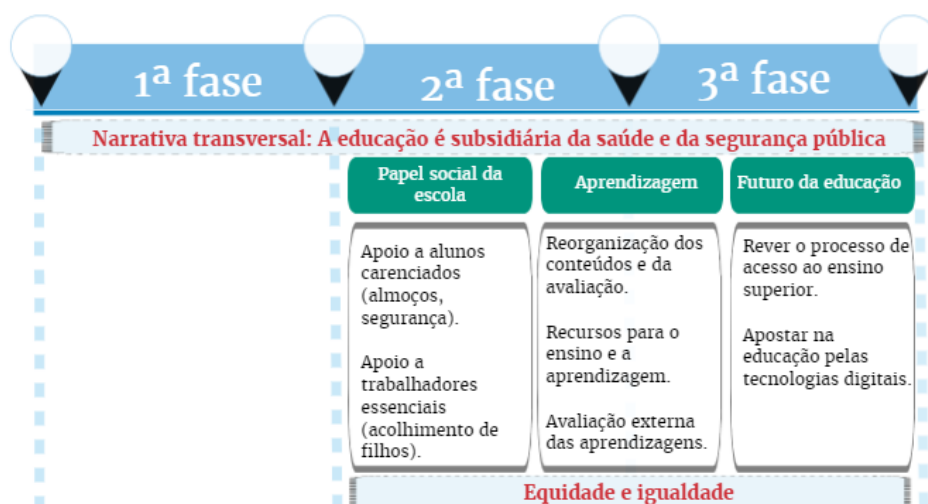 1ª fase
2ª fase
3ª fase
Narrativa transversal: A educação é subsidiária da saúde e da segurança pública
Papel social da
escola
Apoio a alunos
carenciados
(almoços,
segurança).
Apoio a
trabalhadores
essenciais
(acolhimento de
filhos).
Aprendizagem
Reorganização dos
conteúdos e da
avaliação.
Recursos para o
ensino e a
aprendizagem.
Avaliação externa
das aprendizagens.
Futuro da educação
Rever o processo de
acesso ao ensino
superior.
Apostar na
educação pelas
tecnologias digitais.
Equidade e igualdade